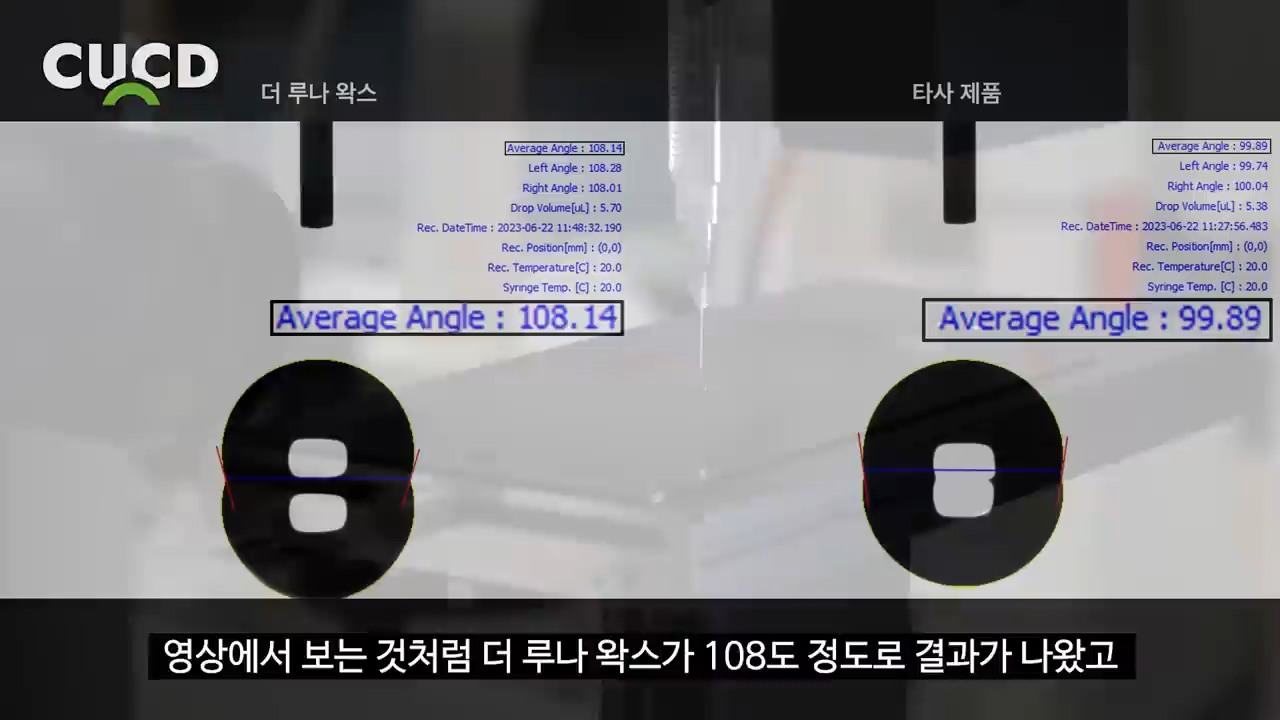 CUCD
더 루나 왁스
타사 제품
Average Angle : 108.14
Left Angle : 108.28
Right Angle : 108.01
Drop Volume[uL] : 5.70
Rec. DateTime : 2023-06-22 11:48:32.190
Rec. Position[mm] : (0,0)
Rec. Temperature[C] : 20.0
Syringe Temp. [C] : 20.0
Average Angle : 108.14
Average Angle : 99.89
Left Angle : 99.74
Right Angle : 100.04
Drop Volume[uL] : 5.38
Rec. DateTime : 2023-06-22 11:27:56.483
Rec. Position[mm] : (0,0)
Rec. Temperature[C] : 20.0
Syringe Temp. [C] : 20.0
Average Angle : 99.89
영상에서 보는 것처럼 더 루나 왁스가 108도 정도로 결과가 나왔고